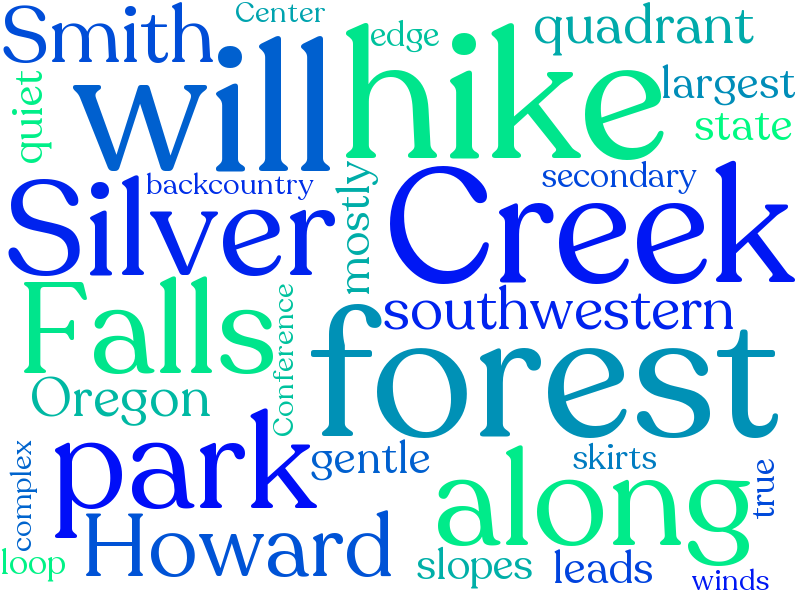 Smith
Center
edge
quadrant
will
hike
largest
quiet
state
backcountry
mostly
secondary
Silver
Creek
Falls
Conference
southwestern
Oregon
forest
park
gentle
skirts
complex
along
true
Howard
loop
slopes
leads
winds